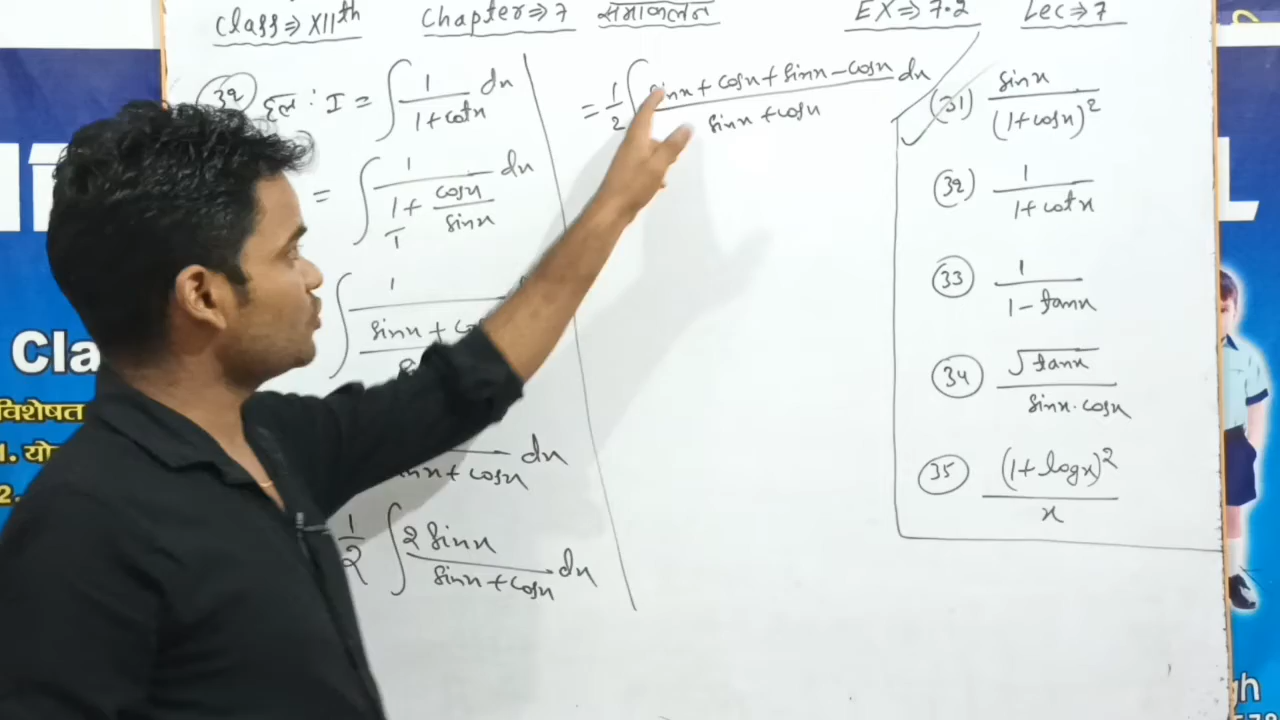 Class⇒XIIth Chapter⇒7 समाकलन EX⇒7.2 Lec⇒7
(32) हल : I = ∫ 1/(1+cotx) dx
= ∫ 1/(1/1 + cosx/sinx) dx
∫ 1/(sinx +
sinx + cosx dx
1/2 ∫ 2 sinx/(sinx + cosx) dx
= 1/2 ∫ (sinx + cosx + sinx - cosx)/(sinx + cosx) dx
(31) sinx/(1+cosx)²
(32) 1/(1+cotx)
(33) 1/(1-tanx)
(34) √tanx/(sinx.cosx)
(35) (1+logx)²/x
Cla
विशेषत
1. यो
2.
gh